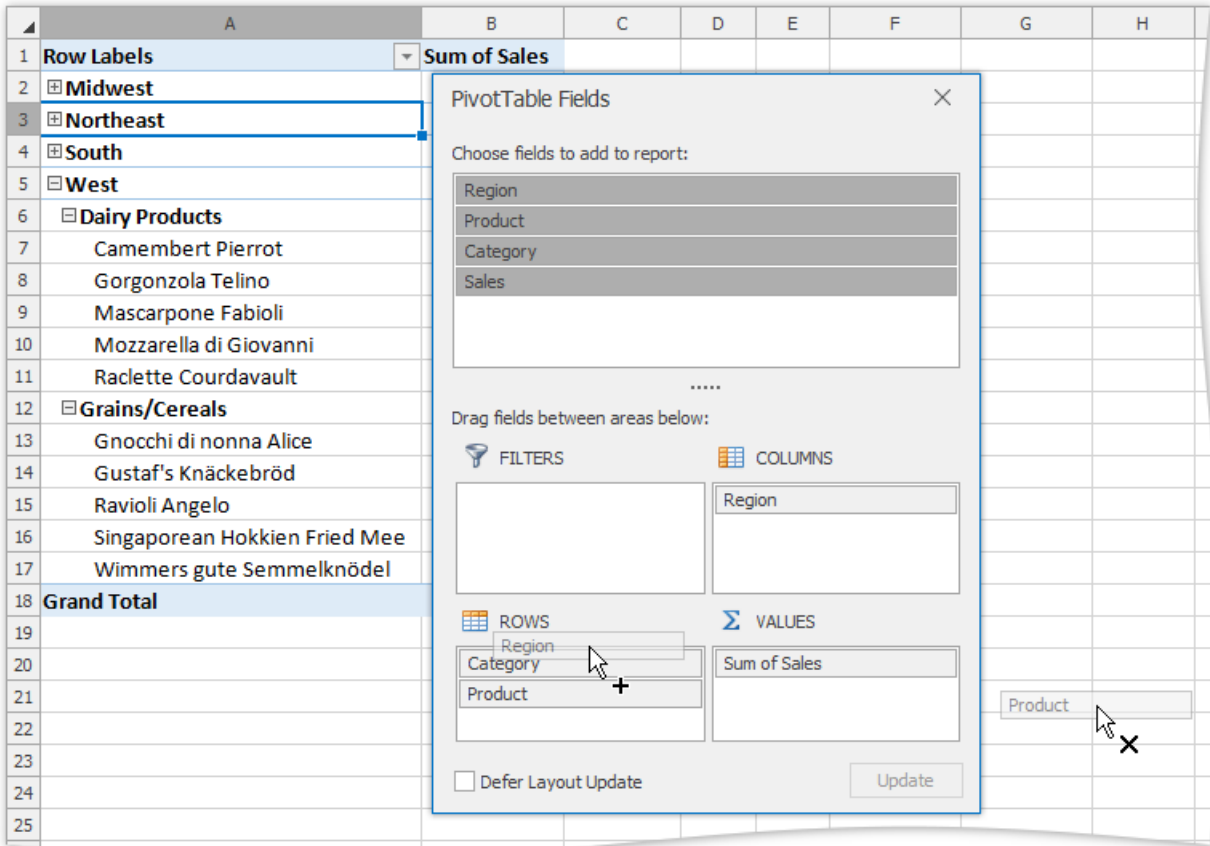 A B C D E F G H
1 Row Labels Sum of Sales
2 Midwest
3 Northeast
4 South
5 West
6 Dairy Products
7 Camembert Pierrot
8 Gorgonzola Telino
9 Mascarpone Fabioli
10 Mozzarella di Giovanni
11 Raclette Courdavault
12 Grains/Cereals
13 Gnocchi di nonna Alice
14 Gustaf's Knäckebröd
15 Ravioli Angelo
16 Singaporean Hokkien Fried Mee
17 Wimmers gute Semmelknödel
18 Grand Total
19
20
21
22
23
24
25
PivotTable Fields
Choose fields to add to report:
Region
Product
Category
Sales
Drag fields between areas below:
FILTERS COLUMNS
Region
ROWS Σ VALUES
Region
Category Sum of Sales
Product
Product
Defer Layout Update Update